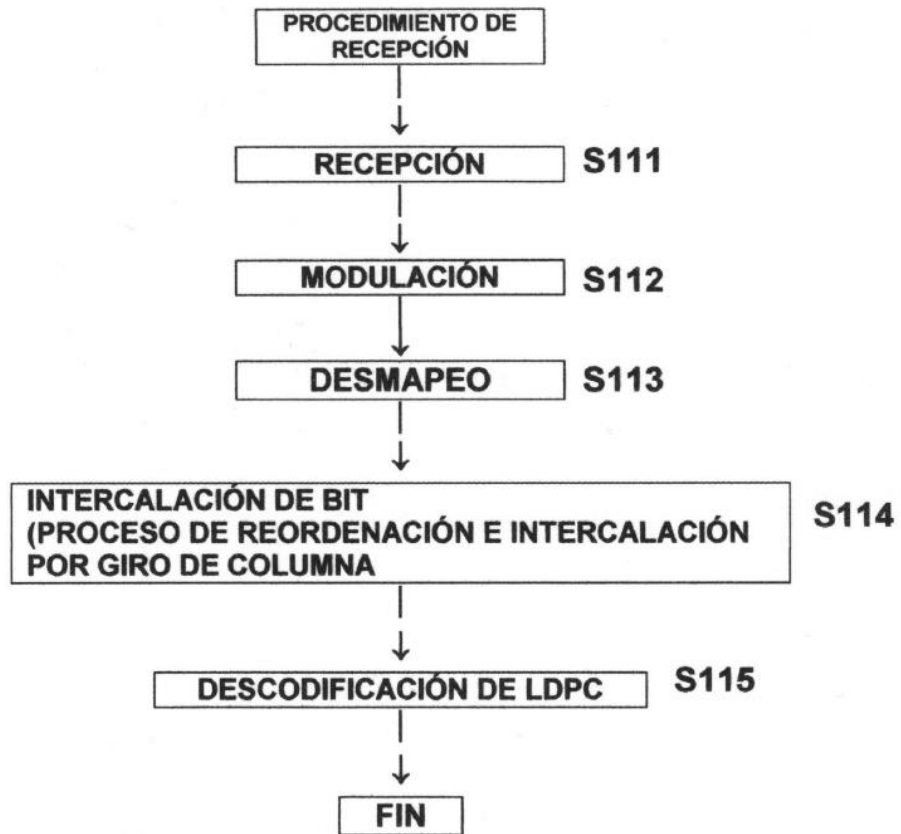 PROCEDIMIENTO DE
RECEPCIÓN
RECEPCIÓN S111
MODULACIÓN S112
DESMAPEO S113
INTERCALACIÓN DE BIT
(PROCESO DE REORDENACIÓN E INTERCALACIÓN
POR GIRO DE COLUMNA
S114
DESCODIFICACIÓN DE LDPC S115
FIN